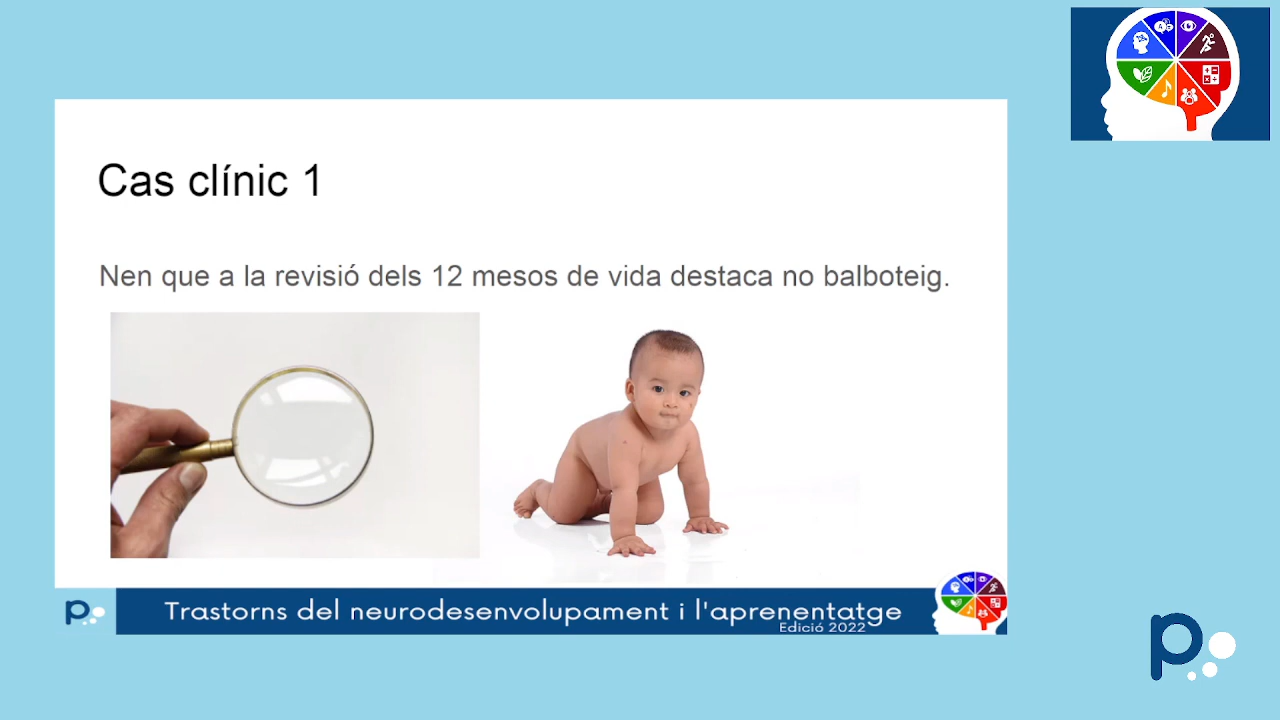 Cas clínic 1
Nen que a la revisió dels 12 mesos de vida destaca no balboteig.
p
Trastorns del neurodesenvolupament i l'aprenentatge
Edició 2022
p